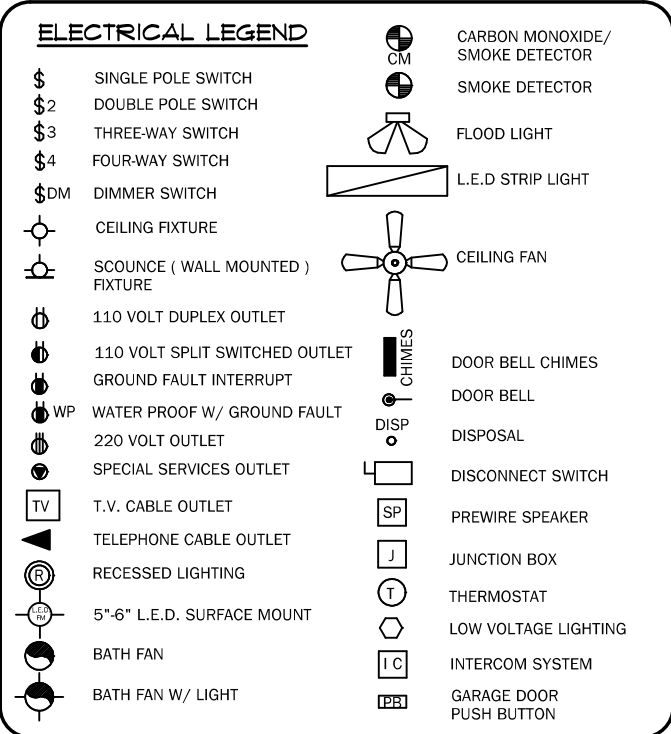 ELECTRICAL LEGEND
$ SINGLE POLE SWITCH
$2 DOUBLE POLE SWITCH
$3 THREE-WAY SWITCH
$4 FOUR-WAY SWITCH
$DM DIMMER SWITCH
CEILING FIXTURE
SCOUNCE ( WALL MOUNTED )
FIXTURE
110 VOLT DUPLEX OUTLET
110 VOLT SPLIT SWITCHED OUTLET
GROUND FAULT INTERRUPT
WP WATER PROOF W/ GROUND FAULT
220 VOLT OUTLET
SPECIAL SERVICES OUTLET
TV T.V. CABLE OUTLET
TELEPHONE CABLE OUTLET
R RECESSED LIGHTING
L.E.D
FM
5"-6" L.E.D. SURFACE MOUNT
BATH FAN
BATH FAN W/ LIGHT
CARBON MONOXIDE/
CM SMOKE DETECTOR
SMOKE DETECTOR
FLOOD LIGHT
L.E.D STRIP LIGHT
CEILING FAN
CHIMES DOOR BELL CHIMES
DOOR BELL
DISP
DISPOSAL
DISCONNECT SWITCH
SP PREWIRE SPEAKER
J JUNCTION BOX
T THERMOSTAT
LOW VOLTAGE LIGHTING
I C INTERCOM SYSTEM
PB GARAGE DOOR
PUSH BUTTON